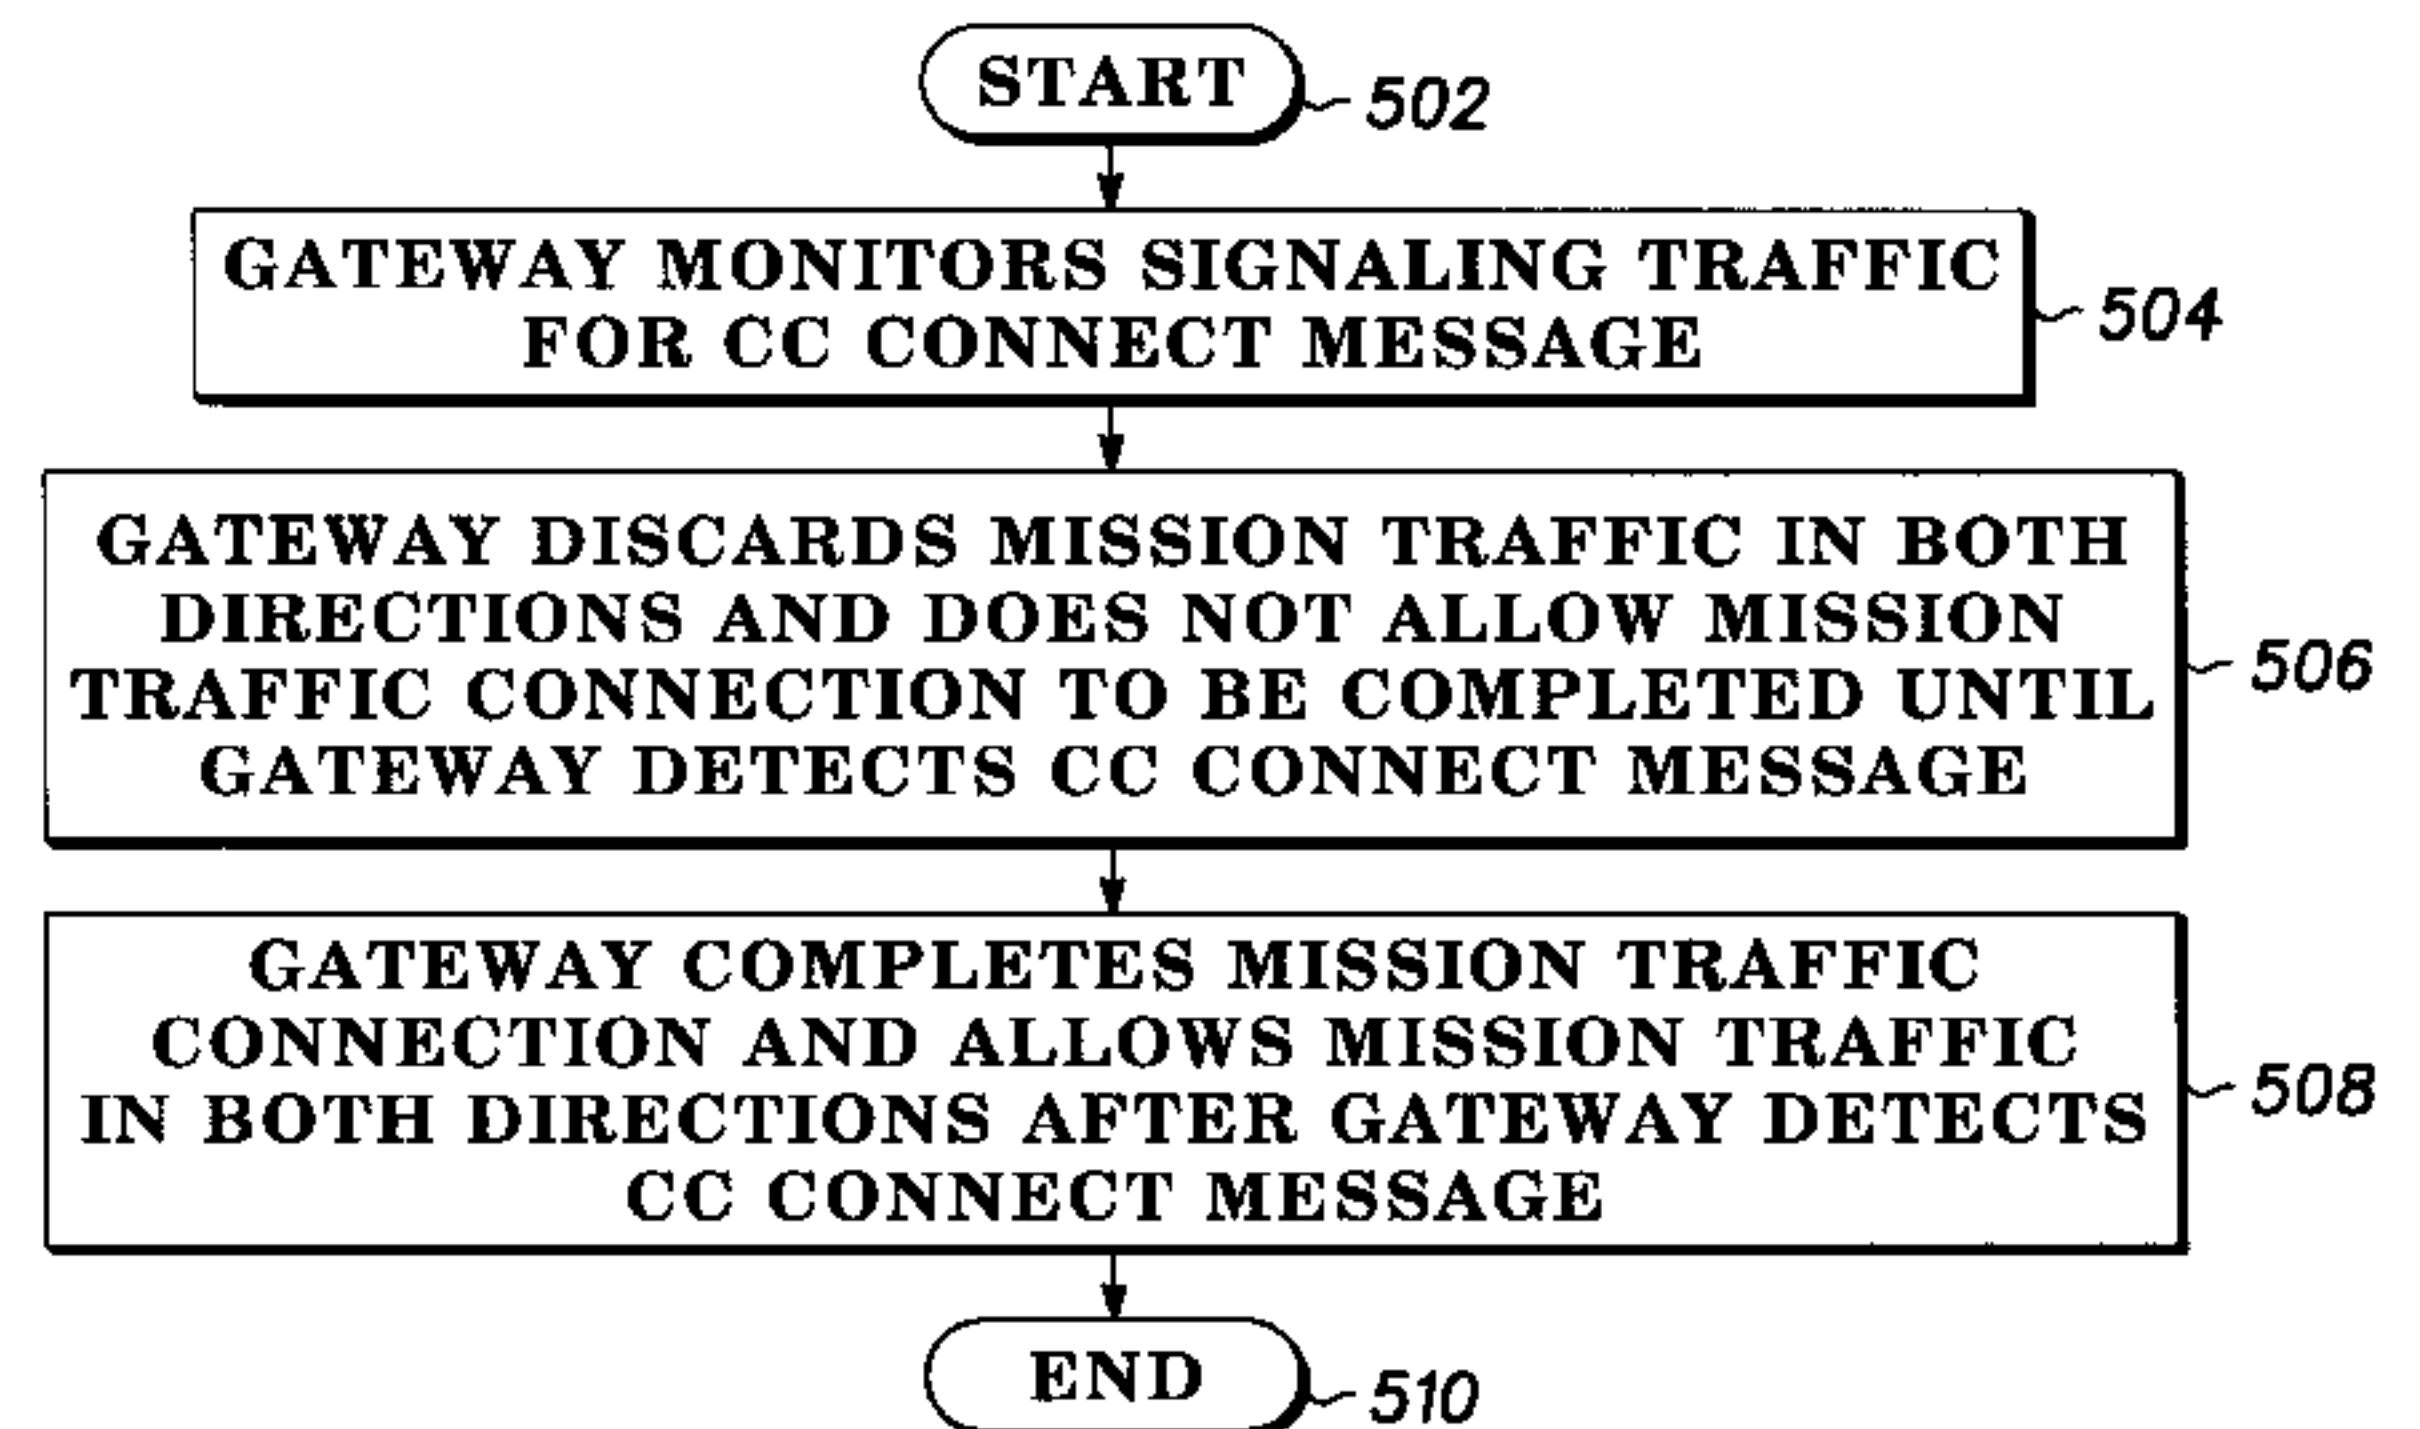 START
502
GATEWAY MONITORS SIGNALING TRAFFIC
FOR CC CONNECT MESSAGE
504
GATEWAY DISCARDS MISSION TRAFFIC IN BOTH
DIRECTIONS AND DOES NOT ALLOW MISSION
TRAFFIC CONNECTION TO BE COMPLETED UNTIL
GATEWAY DETECTS CC CONNECT MESSAGE
506
GATEWAY COMPLETES MISSION TRAFFIC
CONNECTION AND ALLOWS MISSION TRAFFIC
IN BOTH DIRECTIONS AFTER GATEWAY DETECTS
CC CONNECT MESSAGE
508
END
510